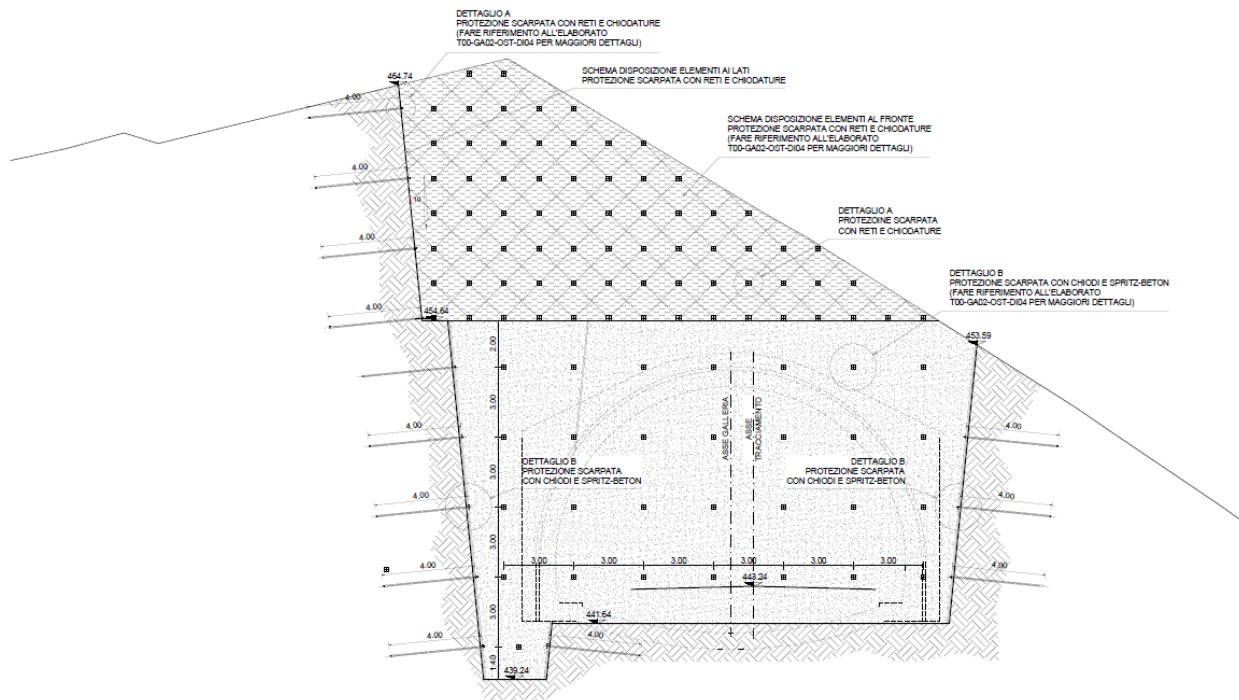 DETTAGLIO A
PROTEZIONE SCARPATA CON RETI E CHIODATURE
(FARE RIFERIMENTO ALL'ELABORATO
T00-GA02-OST-DI04 PER MAGGIORI DETTAGLI)
464.74
SCHEMA DISPOSIZIONE ELEMENTI AI LATI
PROTEZIONE SCARPATA CON RETI E CHIODATURE
4.00
SCHEMA DISPOSIZIONE ELEMENTI AL FRONTE
PROTEZIONE SCARPATA CON RETI E CHIODATURE
(FARE RIFERIMENTO ALL'ELABORATO
T00-GA02-OST-DI04 PER MAGGIORI DETTAGLI)
4.00
10
1
DETTAGLIO A
PROTEZOINE SCARPATA
CON RETI E CHIODATURE
4.00
DETTAGLIO B
PROTEZIONE SCARPATA CON CHIODI E SPRITZ-BETON
(FARE RIFERIMENTO ALL'ELABORATO
T00-GA02-OST-DI04 PER MAGGIORI DETTAGLI)
4.00
454.64
453.59
2.00
3.00
ASSE GALLERIA
ASSE
TRACCIAMENTO
4.00
4.00
DETTAGLIO B
PROTEZIONE SCARPATA
CON CHIODI E SPRITZ-BETON
DETTAGLIO B
PROTEZIONE SCARPATA
CON CHIODI E SPRITZ-BETON
3.00
4.00
4.00
3.00
3.00
3.00
3.00
3.00
3.00
3.00
4.00
4.00
443.24
3.00
441.64
4.00
4.00
1.40
439.24